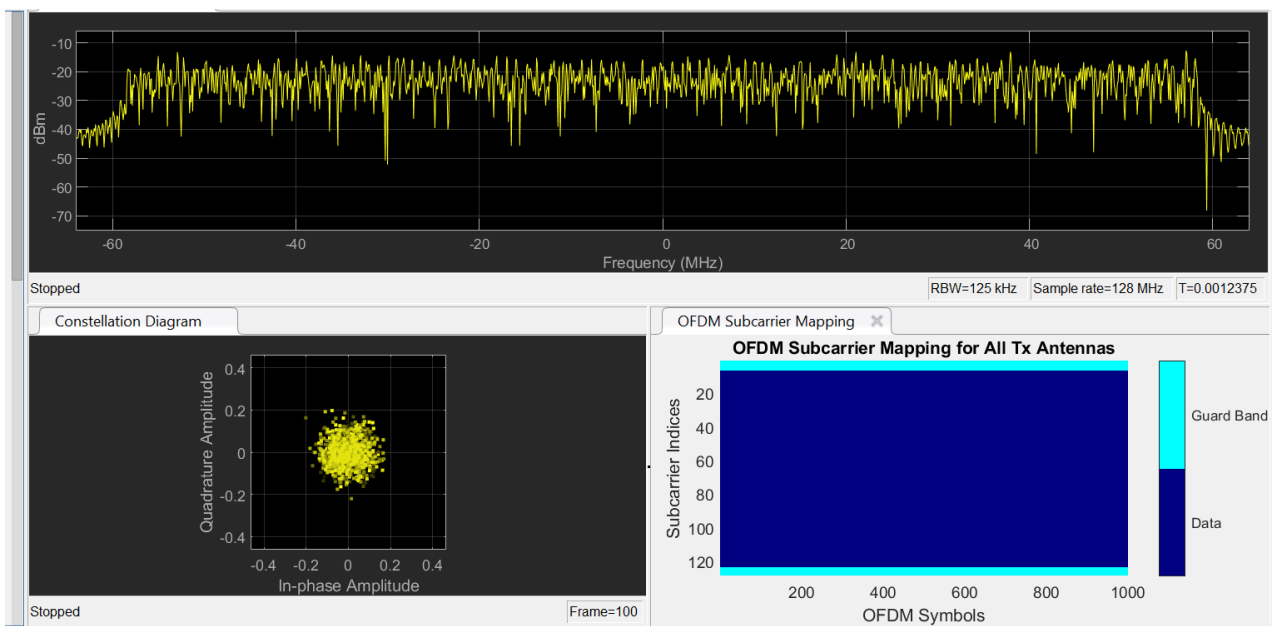 -10
-20
-30
-40
-50
-60
-70
dBm
-60 -40 -20 0 20 40 60
Frequency (MHz)
Stopped RBW=125 kHz Sample rate=128 MHz T=0.0012375
Constellation Diagram
0.4
0.2
0
-0.2
-0.4
Quadrature Amplitude
-0.4 -0.2 0 0.2 0.4
In-phase Amplitude
Stopped Frame=100
OFDM Subcarrier Mapping
OFDM Subcarrier Mapping for All Tx Antennas
20
40
60
80
100
120
Subcarrier Indices
200 400 600 800 1000
OFDM Symbols
Guard Band
Data